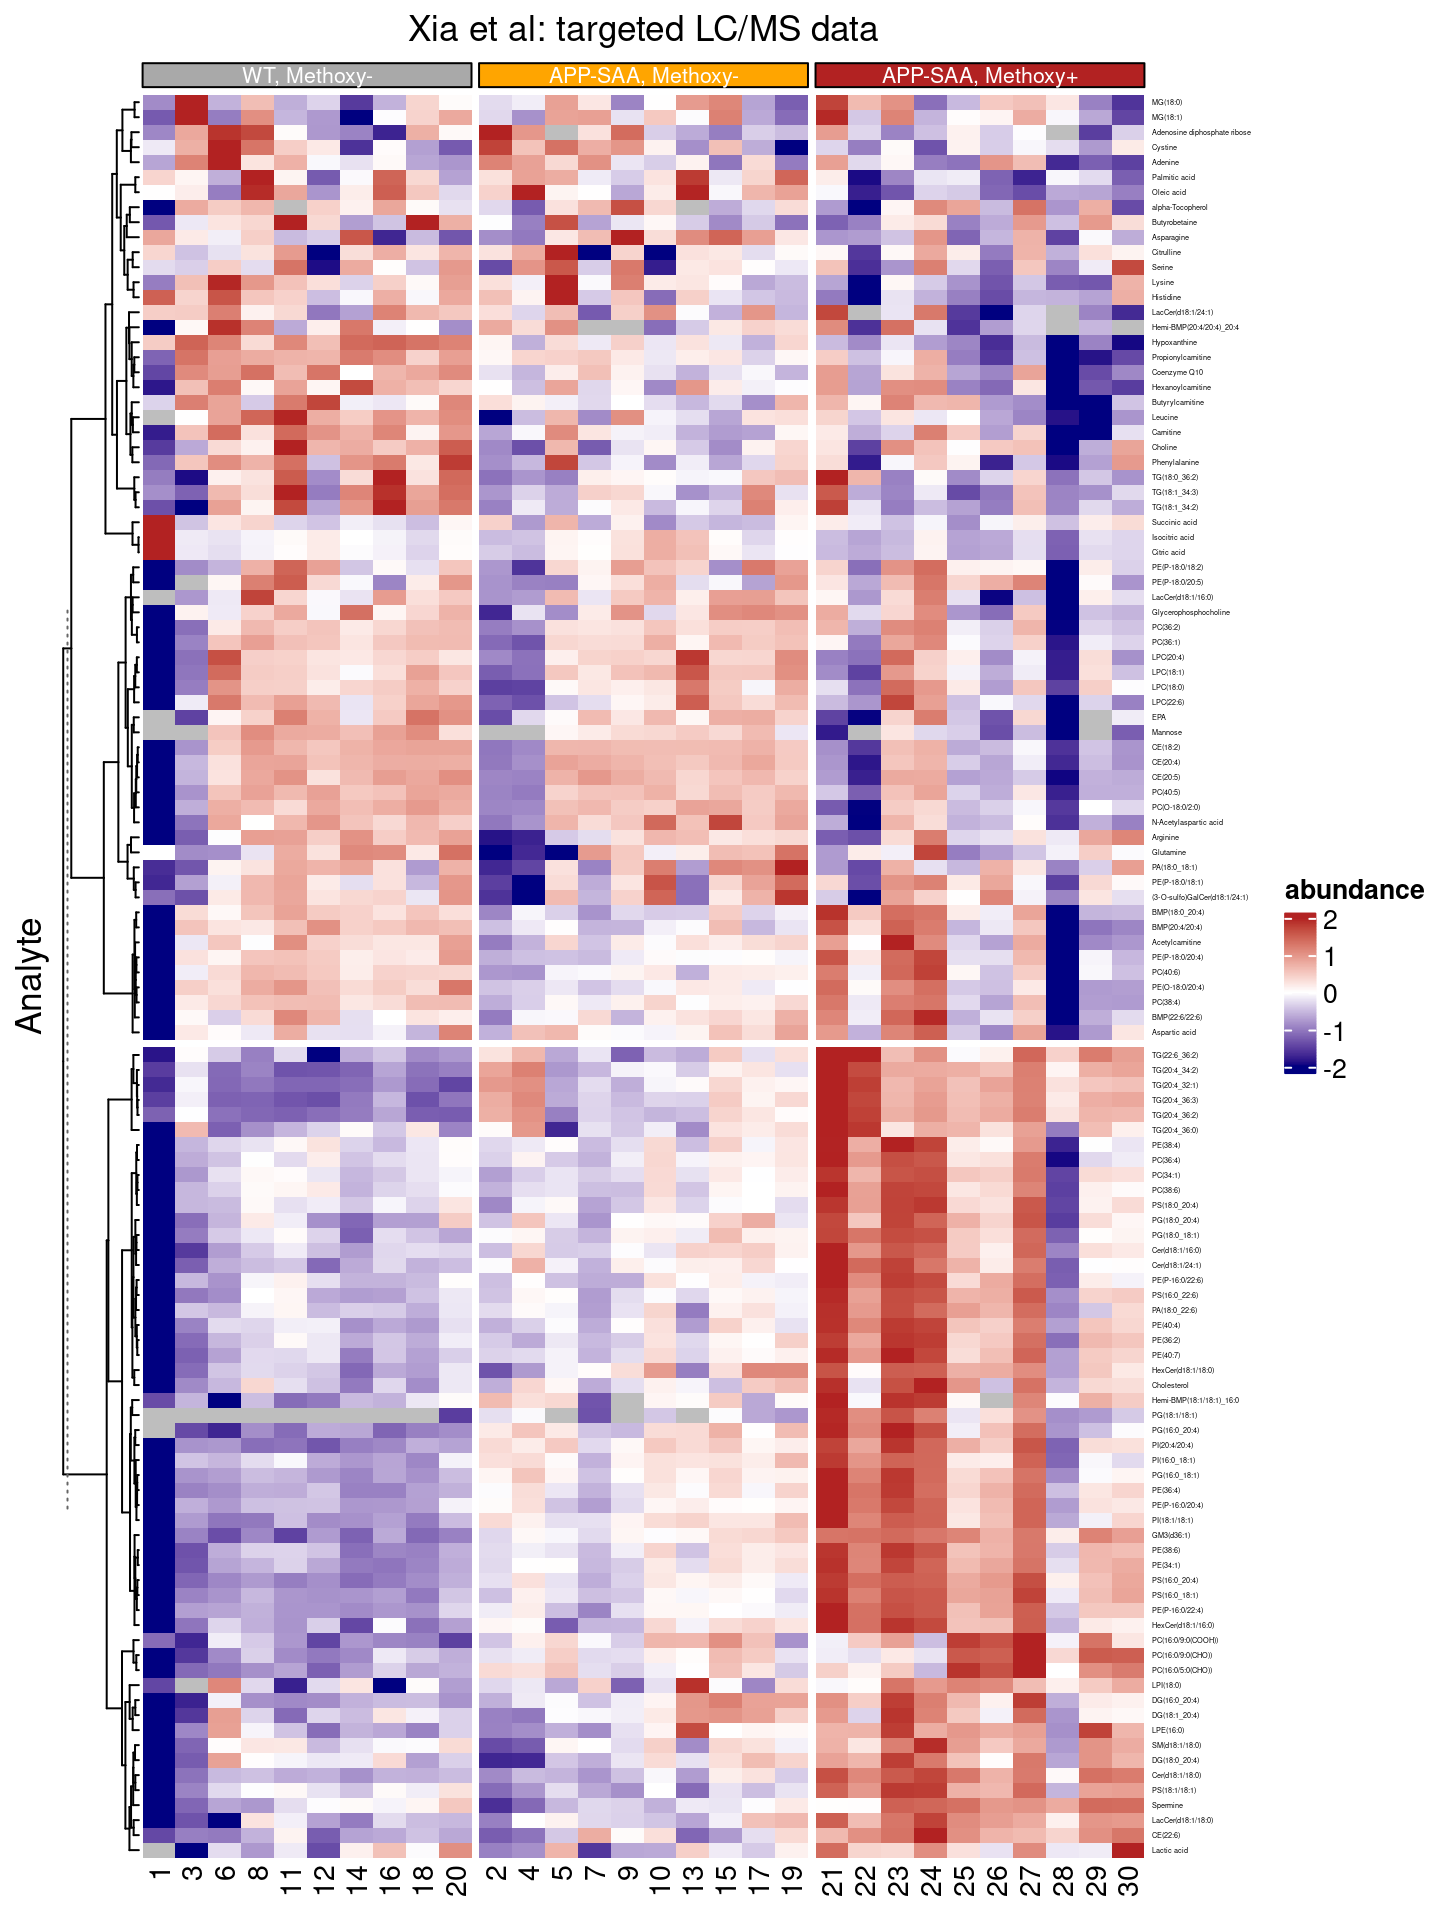 Xia et al: targeted LC/MS data
WT, Methoxy-
APP-SAA, Methoxy-
APP-SAA, Methoxy+
MG(18:0)
MG(18:1)
Adenosine diphosphate ribose
Cystine
Adenine
Palmitic acid
Oleic acid
alpha-Tocopherol
Butyrobetaine
Asparagine
Citrulline
Serine
Lysine
Histidine
LacCer(d18:1/24:1)
Hemi-BMP(20:4/20:4)_20:4
Hypoxanthine
Propionylcarnitine
Coenzyme Q10
Hexanoylcarnitine
Butyrylcarnitine
Leucine
Carnitine
Choline
Phenylalanine
TG(18:0_36:2)
TG(18:1_34:3)
TG(18:1_34:2)
Succinic acid
Isocitric acid
Citric acid
PE(P-18:0/18:2)
PE(P-18:0/20:5)
LacCer(d18:1/16:0)
Glycerophosphocholine
PC(36:2)
PC(36:1)
LPC(20:4)
LPC(18:1)
LPC(18:0)
LPC(22:6)
EPA
Mannose
CE(18:2)
CE(20:4)
CE(20:5)
PC(40:5)
PC(O-18:0/2:0)
N-Acetylaspartic acid
Arginine
Glutamine
PA(18:0_18:1)
PE(P-18:0/18:1)
(3-O-sulfo)GalCer(d18:1/24:1)
BMP(18:0_20:4)
BMP(20:4/20:4)
Acetylcarnitine
PE(P-18:0/20:4)
PC(40:6)
PE(O-18:0/20:4)
PC(38:4)
BMP(22:6/22:6)
Aspartic acid
TG(22:6_36:2)
TG(20:4_34:2)
TG(20:4_32:1)
TG(20:4_36:3)
TG(20:4_36:2)
TG(20:4_36:0)
PE(38:4)
PC(36:4)
PC(34:1)
PC(38:6)
PS(18:0_20:4)
PG(18:0_20:4)
PG(18:0_18:1)
Cer(d18:1/16:0)
Cer(d18:1/24:1)
PE(P-16:0/22:6)
PS(16:0_22:6)
PA(18:0_22:6)
PE(40:4)
PE(36:2)
PE(40:7)
HexCer(d18:1/18:0)
Cholesterol
Hemi-BMP(18:1/18:1)_16:0
PG(18:1/18:1)
PG(16:0_20:4)
PI(20:4/20:4)
PI(16:0_18:1)
PG(16:0_18:1)
PE(36:4)
PE(P-16:0/20:4)
PI(18:1/18:1)
GM3(d36:1)
PE(38:6)
PE(34:1)
PS(16:0_20:4)
PS(16:0_18:1)
PE(P-16:0/22:4)
HexCer(d18:1/16:0)
PC(16:0/9:0(COOH))
PC(16:0/9:0(CHO))
PC(16:0/5:0(CHO))
LPI(18:0)
DG(16:0_20:4)
DG(18:1_20:4)
LPE(16:0)
SM(d18:1/18:0)
DG(18:0_20:4)
Cer(d18:1/18:0)
PS(18:1/18:1)
Spermine
LacCer(d18:1/18:0)
CE(22:6)
Lactic acid
Analyte
abundance
2
1
0
-1
-2
1 3 6 8 11 12 14 16 18 20 2 4 5 7 9 10 13 15 17 19 21 22 23 24 25 26 27 28 29 30